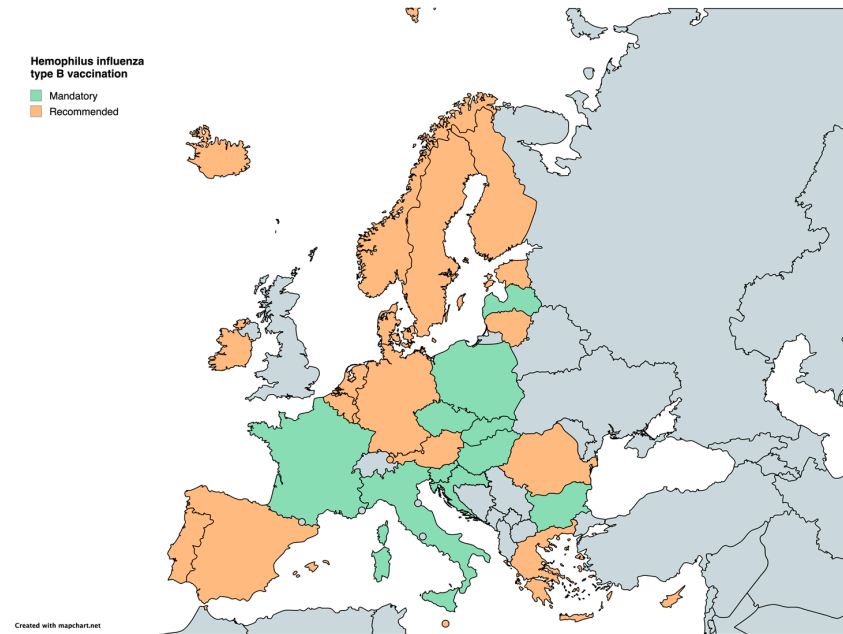 Hemophilus influenza
type B vaccination
Mandatory
Recommended
Created with mapchart.net